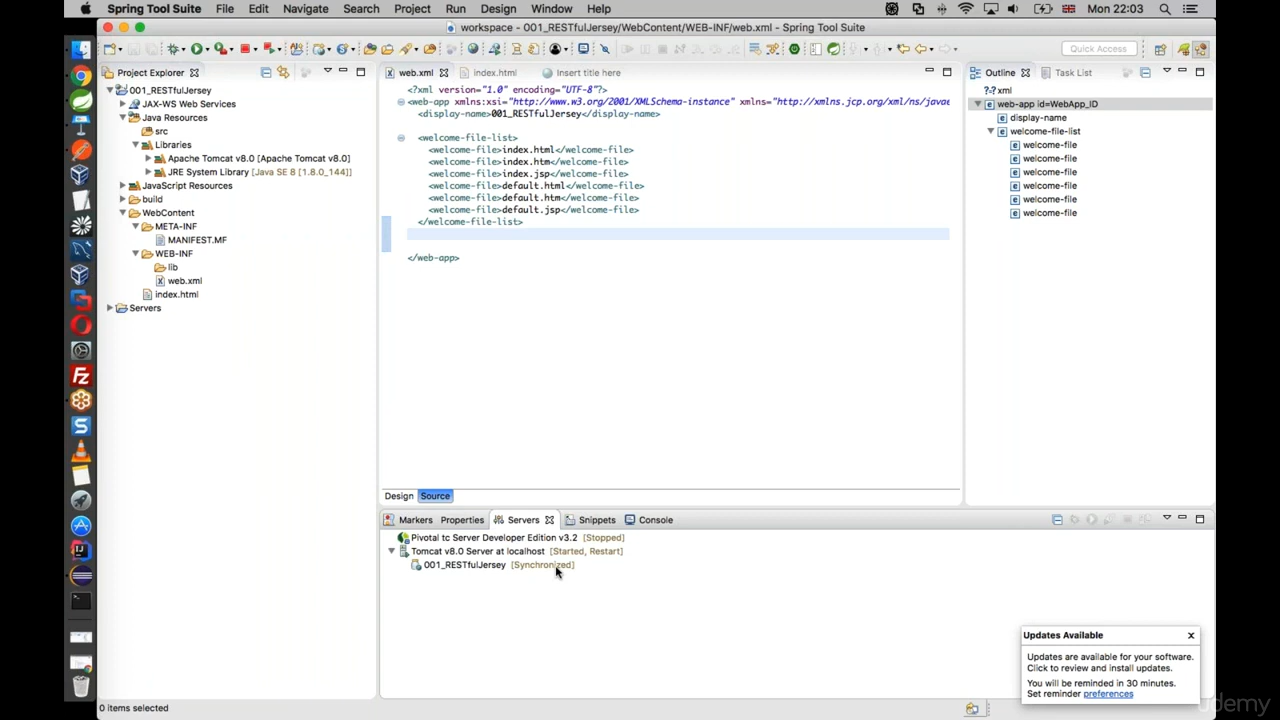 Spring Tool Suite File Edit Navigate Search Project Run Design Window Help Mon 22:03
workspace - 001_RESTfulJersey/WebContent/WEB-INF/web.xml - Spring Tool Suite
Quick Access
Project Explorer
001_RESTfulJersey
JAX-WS Web Services
Java Resources
src
Libraries
Apache Tomcat v8.0 [Apache Tomcat v8.0]
JRE System Library [Java SE 8 [1.8.0_144]]
JavaScript Resources
build
WebContent
META-INF
MANIFEST.MF
WEB-INF
lib
web.xml
index.html
Servers
web.xml index.html Insert title here
<?xml version="1.0" encoding="UTF-8"?>
<web-app xmlns:xsi="http://www.w3.org/2001/XMLSchema-instance" xmlns="http://xmlns.jcp.org/xml/ns/javae
<display-name>001_RESTfulJersey</display-name>
<welcome-file-list>
<welcome-file>index.html</welcome-file>
<welcome-file>index.htm</welcome-file>
<welcome-file>index.jsp</welcome-file>
<welcome-file>default.html</welcome-file>
<welcome-file>default.htm</welcome-file>
<welcome-file>default.jsp</welcome-file>
</welcome-file-list>
</web-app>
Design Source
Outline Task List
xml
web-app id=WebApp_ID
display-name
welcome-file-list
welcome-file
welcome-file
welcome-file
welcome-file
welcome-file
welcome-file
Markers Properties Servers Snippets Console
Pivotal tc Server Developer Edition v3.2 [Stopped]
Tomcat v8.0 Server at localhost [Started, Restart]
001_RESTfulJersey [Synchronized]
Updates Available
Updates are available for your software.
Click to review and install updates.
You will be reminded in 30 minutes.
Set reminder preferences
0 items selected
udemy